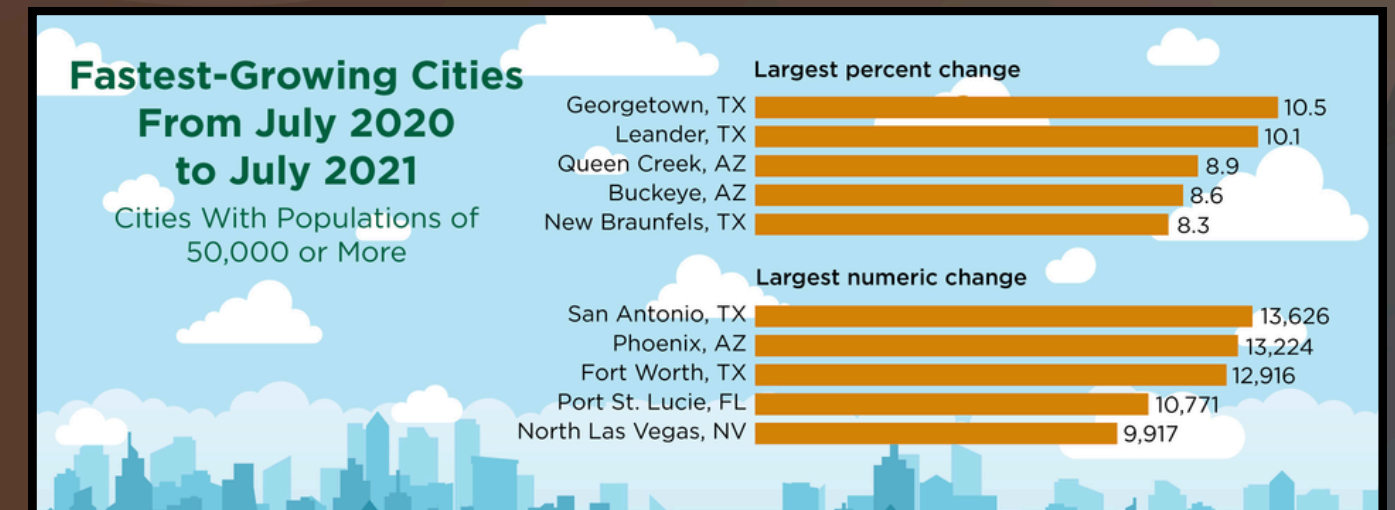 Fastest-Growing Cities
From July 2020
to July 2021
Cities With Populations of
50,000 or More
Largest percent change
Georgetown, TX 10.5
Leander, TX 10.1
Queen Creek, AZ 8.9
Buckeye, AZ 8.6
New Braunfels, TX 8.3
Largest numeric change
San Antonio, TX 13,626
Phoenix, AZ 13,224
Fort Worth, TX 12,916
Port St. Lucie, FL 10,771
North Las Vegas, NV 9,917